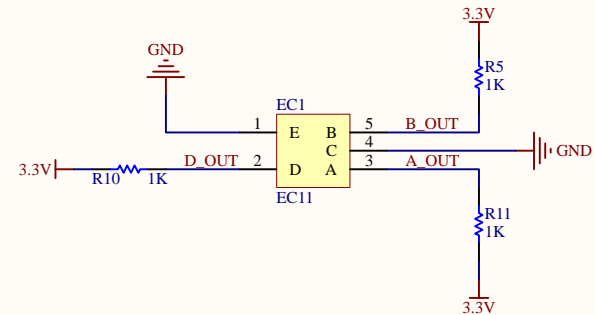 3.3V
GND
R5
1K
EC1
1 E B 5 B_OUT
C 4 GND
3.3V R10 1K D_OUT 2 D A 3 A_OUT
EC11
R11
1K
3.3V